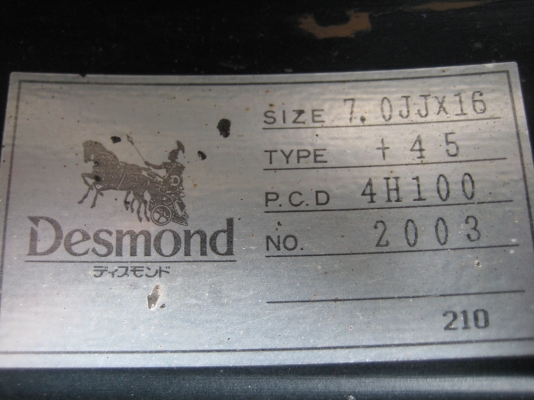 SIZE 7.0JJX16
TYPE +45
P.C.D 4H100
NO. 2003
Desmond
ディスモンド
210